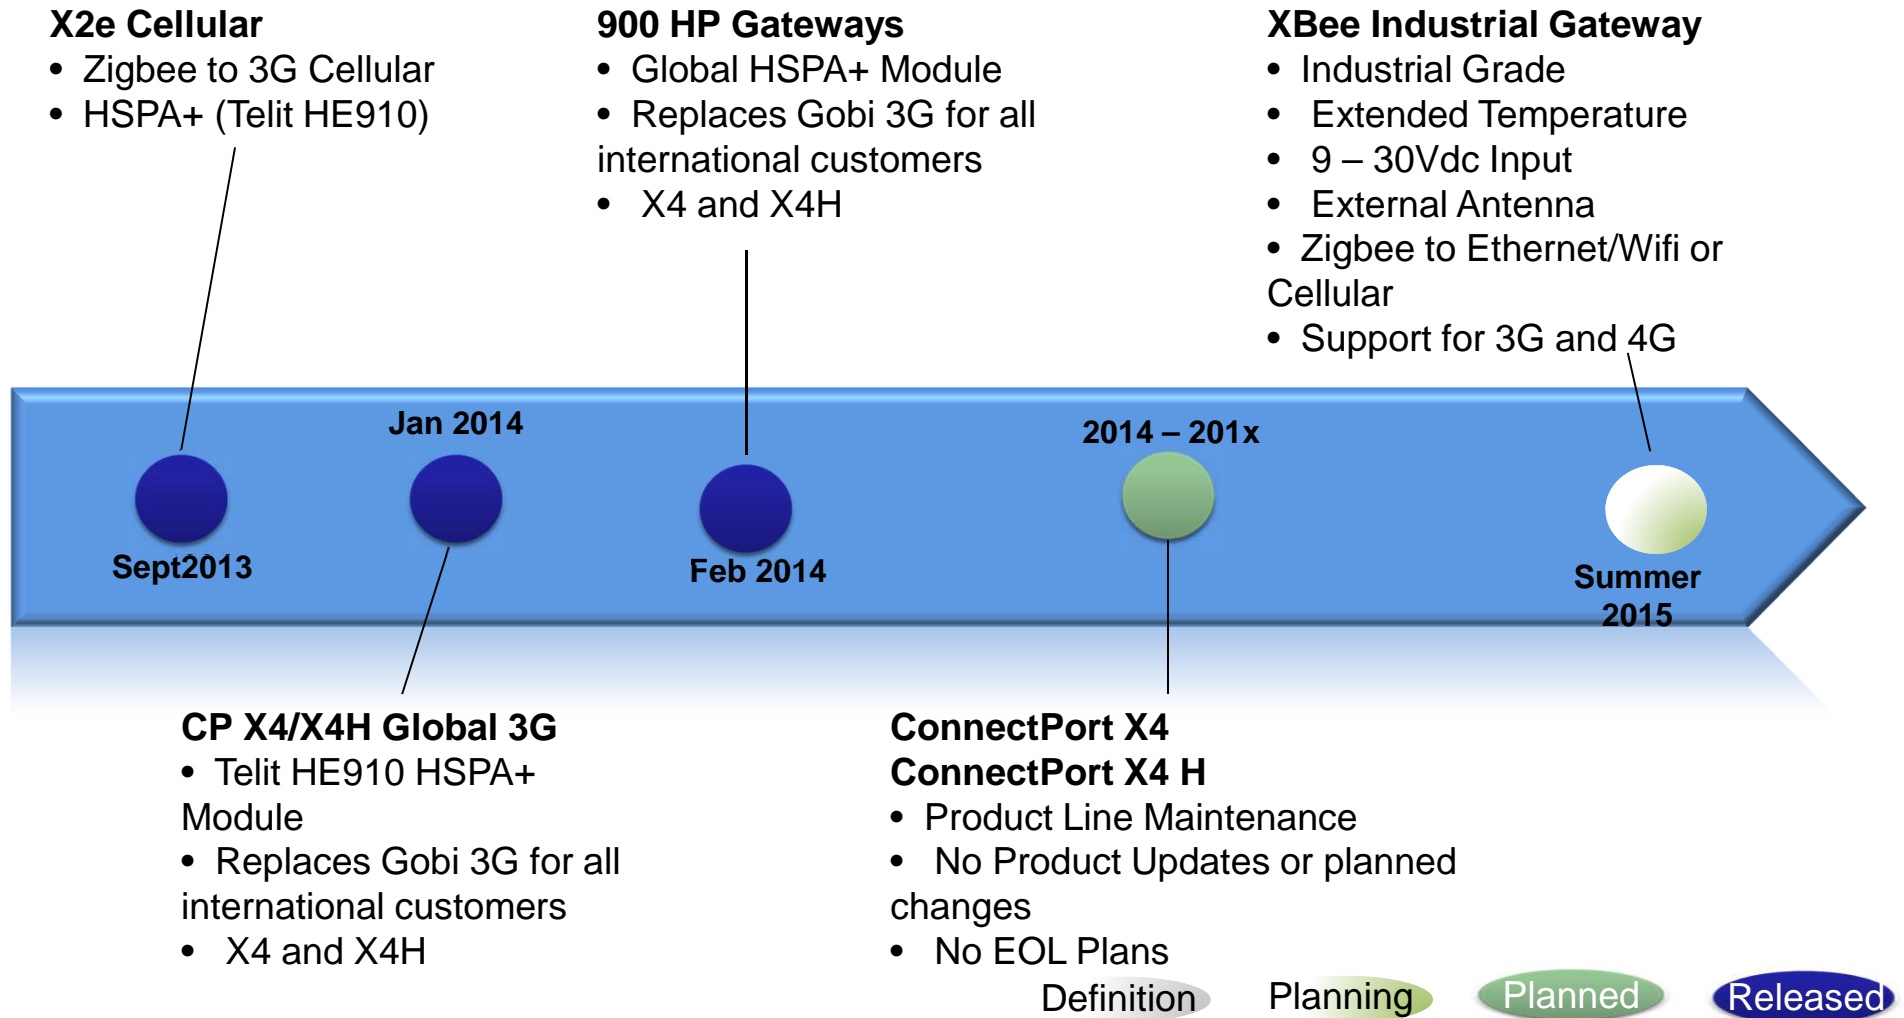 X2e Cellular
• Zigbee to 3G Cellular
• HSPA+ (Telit HE910)
900 HP Gateways
• Global HSPA+ Module
• Replaces Gobi 3G for all
international customers
• X4 and X4H
XBee Industrial Gateway
• Industrial Grade
• Extended Temperature
• 9 – 30Vdc Input
• External Antenna
• Zigbee to Ethernet/Wifi or
Cellular
• Support for 3G and 4G
Jan 2014
2014 – 201x
Sept2013
Feb 2014
Summer
2015
CP X4/X4H Global 3G
• Telit HE910 HSPA+
Module
• Replaces Gobi 3G for all
international customers
• X4 and X4H
ConnectPort X4
ConnectPort X4 H
• Product Line Maintenance
• No Product Updates or planned
changes
• No EOL Plans
Definition
Planning
Planned
Released